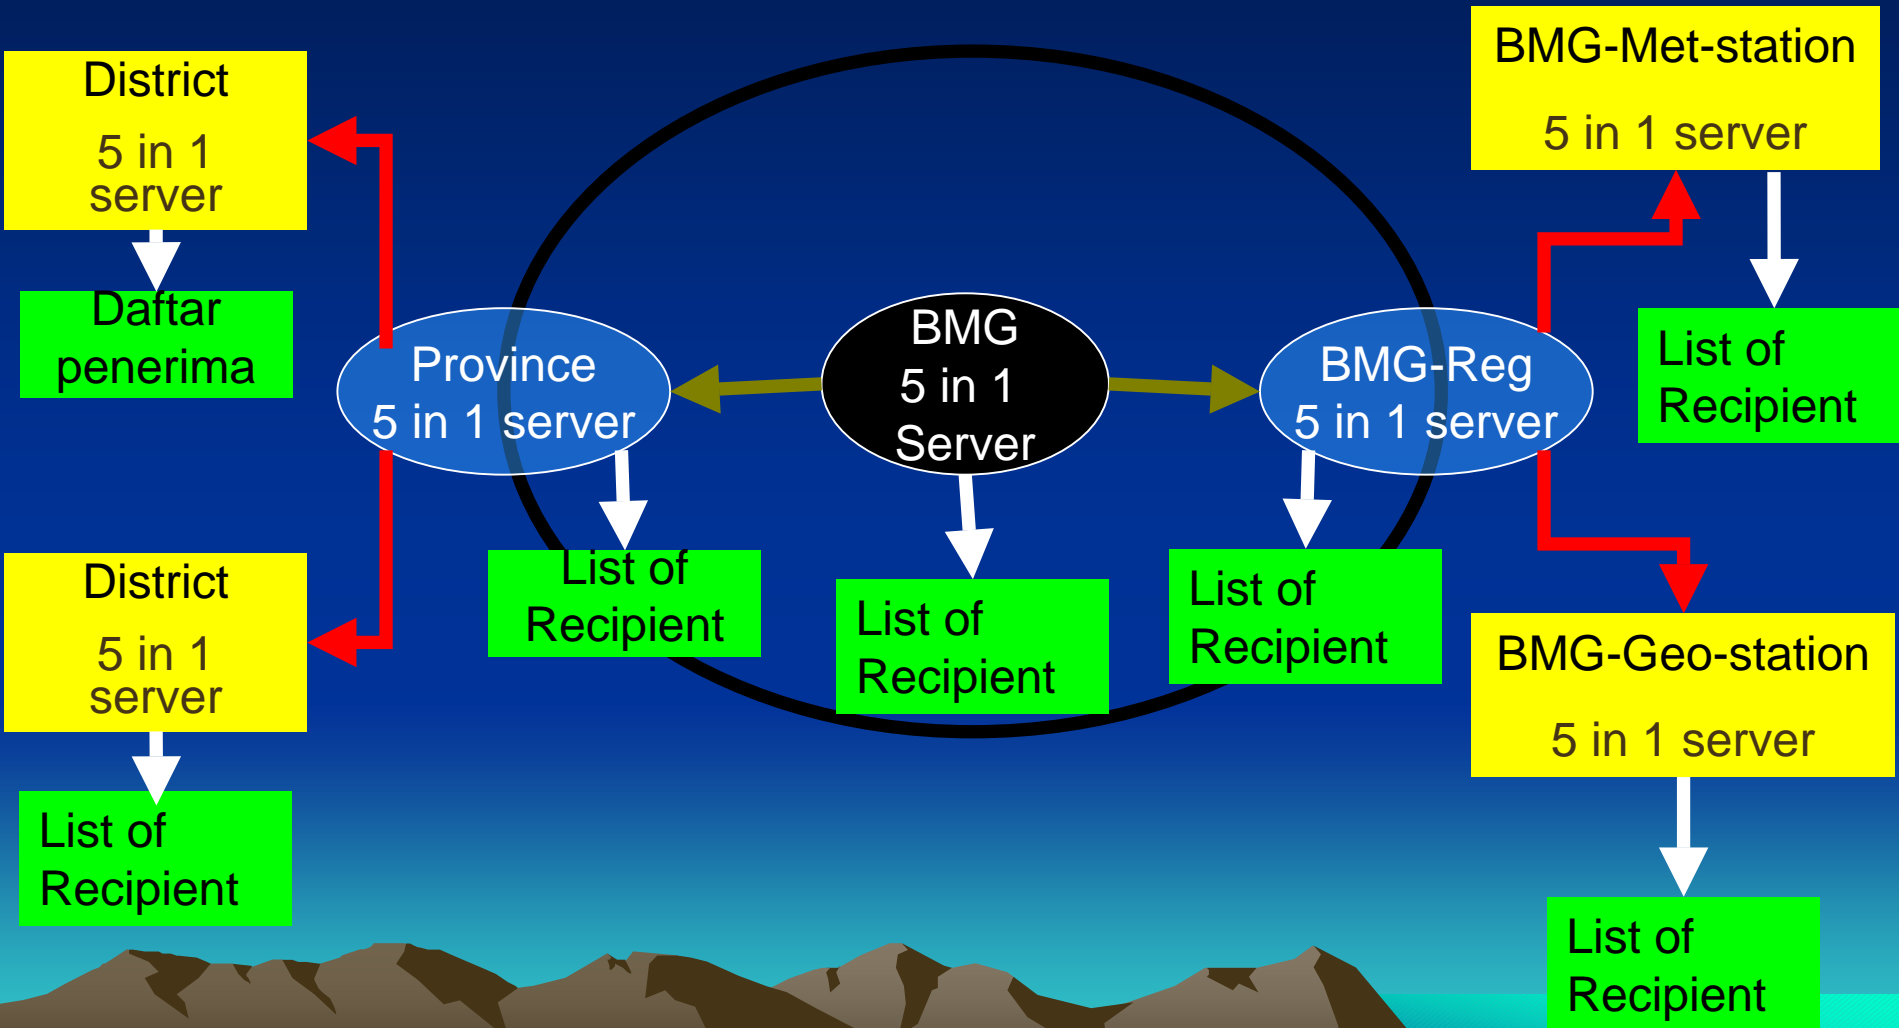 District
5 in 1
server
Daftar
penerima
District
5 in 1
server
List of
Recipient
Province
5 in 1 server
List of
Recipient
BMG
5 in 1
Server
List of
Recipient
BMG-Reg
5 in 1 server
List of
Recipient
BMG-Met-station
5 in 1 server
List of
Recipient
BMG-Geo-station
5 in 1 server
List of
Recipient